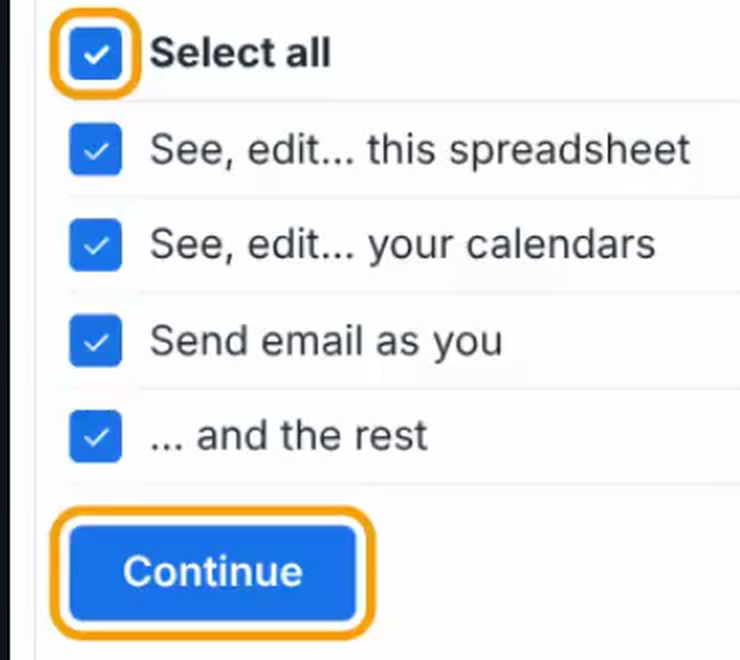 Select all
See, edit... this spreadsheet
See, edit... your calendars
Send email as you
... and the rest
Continue